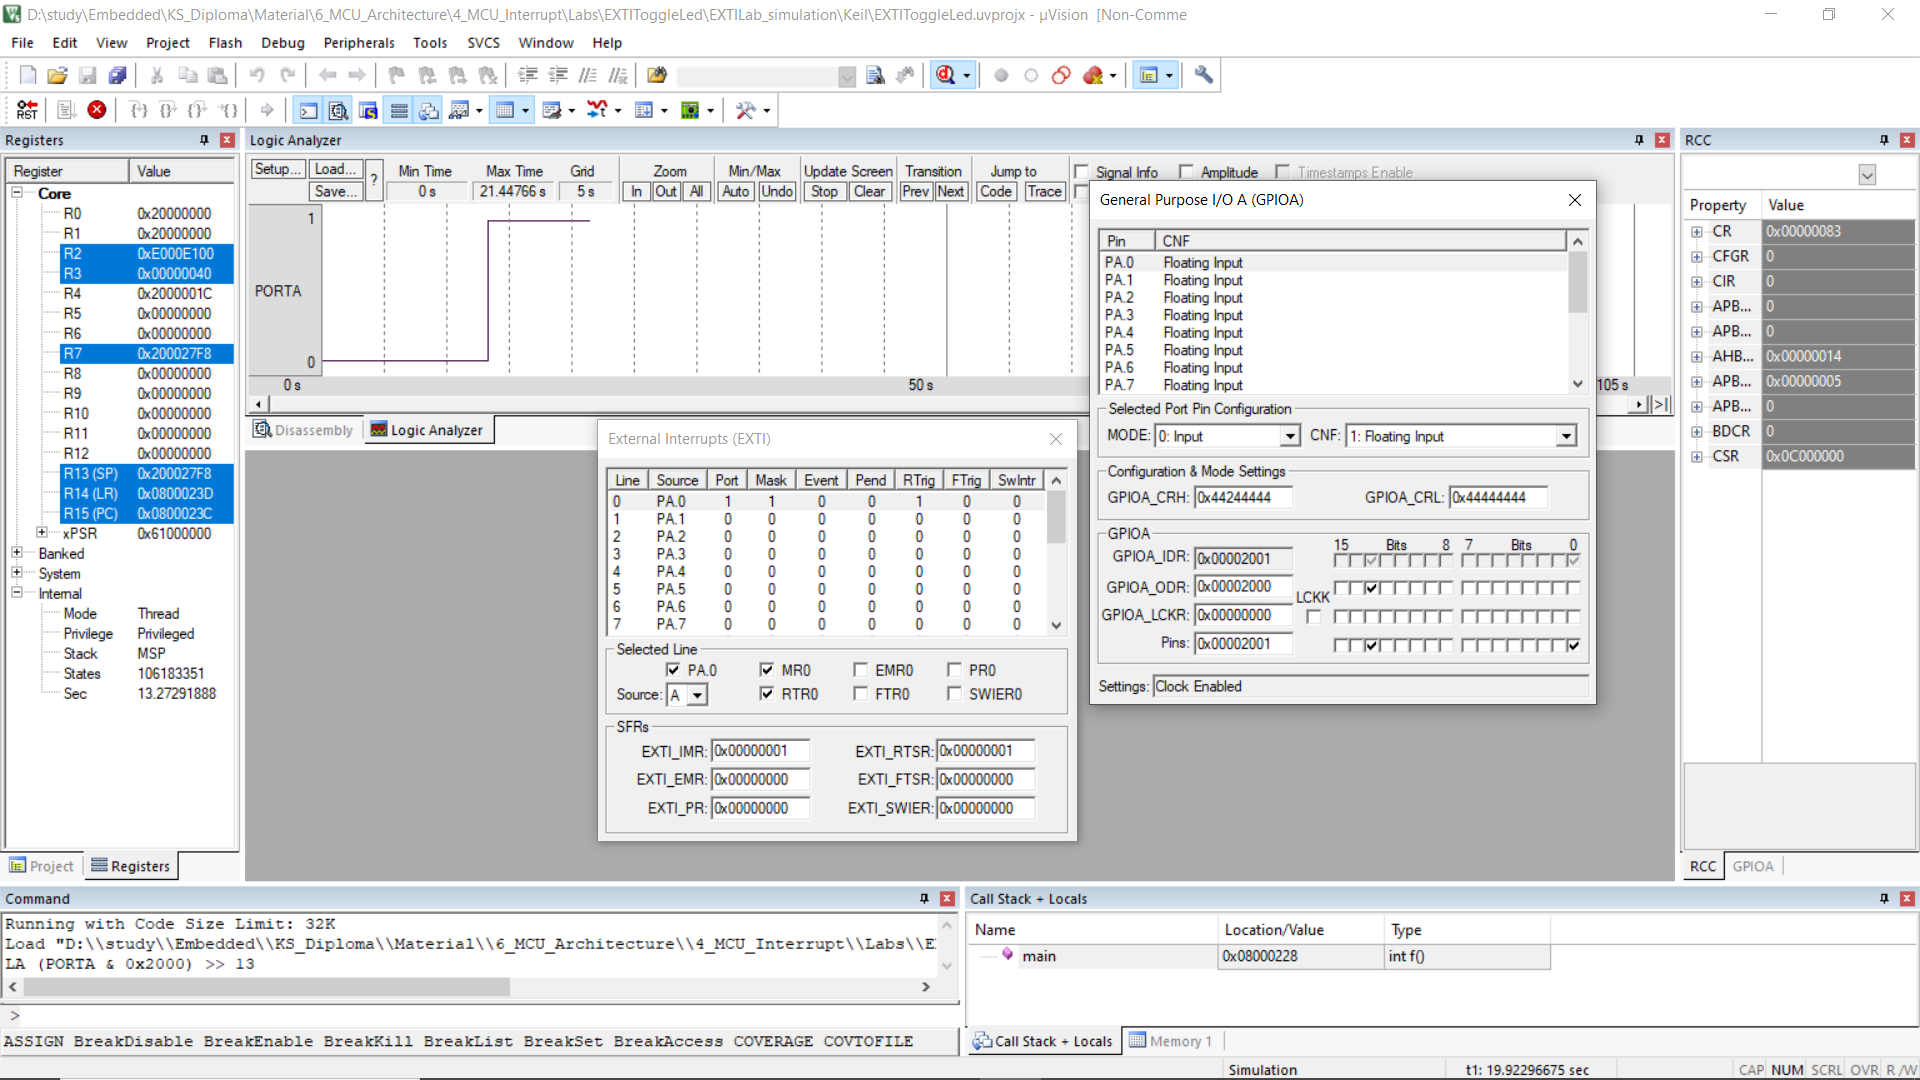 D:\study\Embedded\KS_Diploma\Material\6_MCU_Architecture\4_MCU_Interrupt\Labs\EXTIToggleLed\EXTILab_simulation\Keil\EXTIToggleLed.uvprojx - µVision [Non-Comme
File Edit View Project Flash Debug Peripherals Tools SVCS Window Help
RST
Registers
Register Value
Core
R0 0x20000000
R1 0x20000000
R2 0xE000E100
R3 0x00000040
R4 0x2000001C
R5 0x00000000
R6 0x00000000
R7 0x200027F8
R8 0x00000000
R9 0x00000000
R10 0x00000000
R11 0x00000000
R12 0x00000000
R13 (SP) 0x200027F8
R14 (LR) 0x0800023D
R15 (PC) 0x0800023C
xPSR 0x61000000
Banked
System
Internal
Mode Thread
Privilege Privileged
Stack MSP
States 106183351
Sec 13.27291888
Project Registers
Logic Analyzer
Setup... Load... Save... ?
Min Time Max Time Grid Zoom Min/Max Update Screen Transition Jump to Signal Info Amplitude Timestamps Enable
0 s 21.44766 s 5 s In Out All Auto Undo Stop Clear Prev Next Code Trace
1
PORTA
0
0 s 50 s 105 s
Disassembly Logic Analyzer
External Interrupts (EXTI)
Line Source Port Mask Event Pend RTrig FTrig SwIntr
0 PA.0 1 1 0 0 1 0 0
1 PA.1 0 0 0 0 0 0 0
2 PA.2 0 0 0 0 0 0 0
3 PA.3 0 0 0 0 0 0 0
4 PA.4 0 0 0 0 0 0 0
5 PA.5 0 0 0 0 0 0 0
6 PA.6 0 0 0 0 0 0 0
7 PA.7 0 0 0 0 0 0 0
Selected Line
PA.0 MR0 EMR0 PR0
Source: A RTR0 FTR0 SWIER0
SFRs
EXTI_IMR: 0x00000001 EXTI_RTSR: 0x00000001
EXTI_EMR: 0x00000000 EXTI_FTSR: 0x00000000
EXTI_PR: 0x00000000 EXTI_SWIER: 0x00000000
General Purpose I/O A (GPIOA)
Pin CNF
PA.0 Floating Input
PA.1 Floating Input
PA.2 Floating Input
PA.3 Floating Input
PA.4 Floating Input
PA.5 Floating Input
PA.6 Floating Input
PA.7 Floating Input
Selected Port Pin Configuration
MODE: 0: Input CNF: 1: Floating Input
Configuration & Mode Settings
GPIOA_CRH: 0x44244444 GPIOA_CRL: 0x44444444
GPIOA
15 Bits 8 7 Bits 0
GPIOA_IDR: 0x00002001
GPIOA_ODR: 0x00002000
LCKK
GPIOA_LCKR: 0x00000000
Pins: 0x00002001
Settings: Clock Enabled
RCC
Property Value
CR 0x00000083
CFGR 0
CIR 0
APB... 0
APB... 0
AHB... 0x00000014
APB... 0x00000005
APB... 0
BDCR 0
CSR 0x0C000000
RCC GPIOA
Command
Running with Code Size Limit: 32K
Load "D:\\study\\Embedded\\KS_Diploma\\Material\\6_MCU_Architecture\\4_MCU_Interrupt\\Labs\\E
LA (PORTA & 0x2000) >> 13
>
ASSIGN BreakDisable BreakEnable BreakKill BreakList BreakSet BreakAccess COVERAGE COVTOFILE
Call Stack + Locals
Name Location/Value Type
main 0x08000228 int f()
Call Stack + Locals Memory 1
Simulation t1: 19.92296675 sec CAP NUM SCRL OVR R /W